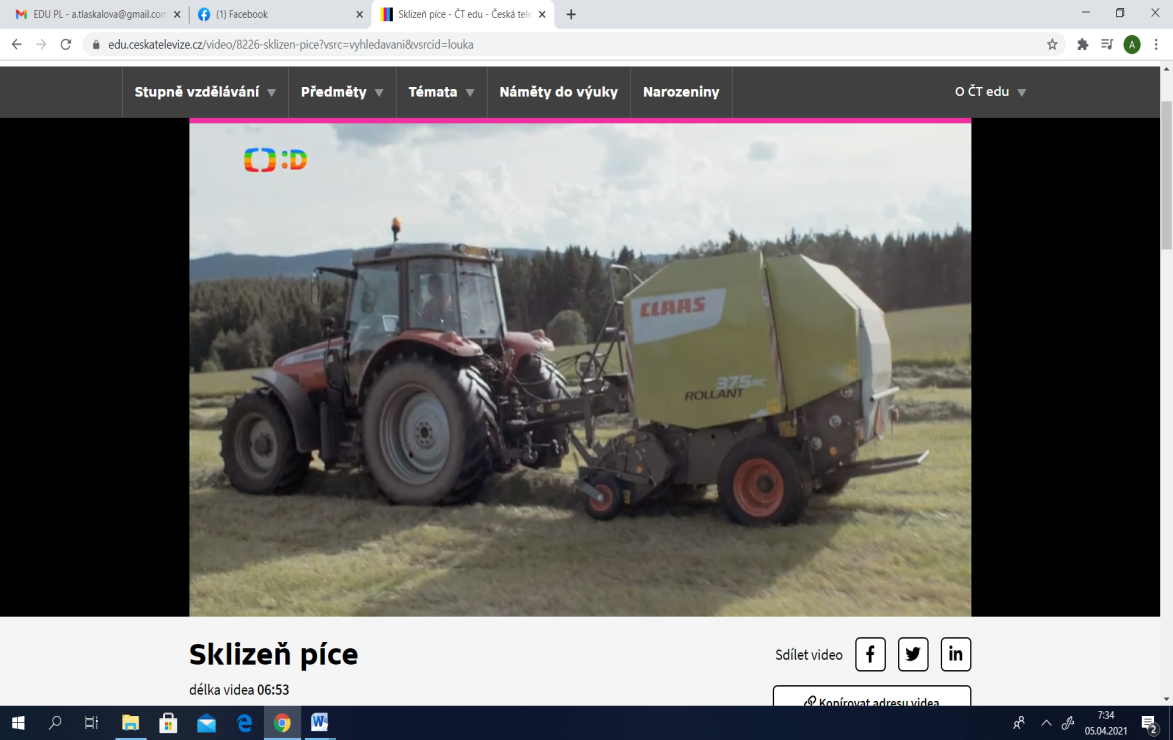 EDU PL - a.tlaskalova@gmail.con
(1) Facebook
Sklizeň píce - ČT edu - Česká tele
edu.ceskatelevize.cz/video/8226-sklizen-pice?vsrc=vyhledavani&vsrcid=louka
A
Stupně vzdělávání
Předměty
Témata
Náměty do výuky
Narozeniny
O ČT edu
:D
CLAAS
375 RC
ROLLANT
Sklizeň píce
Sdílet video
délka videa 06:53
Kopírovat adresu videa
7:34
05.04.2021
2